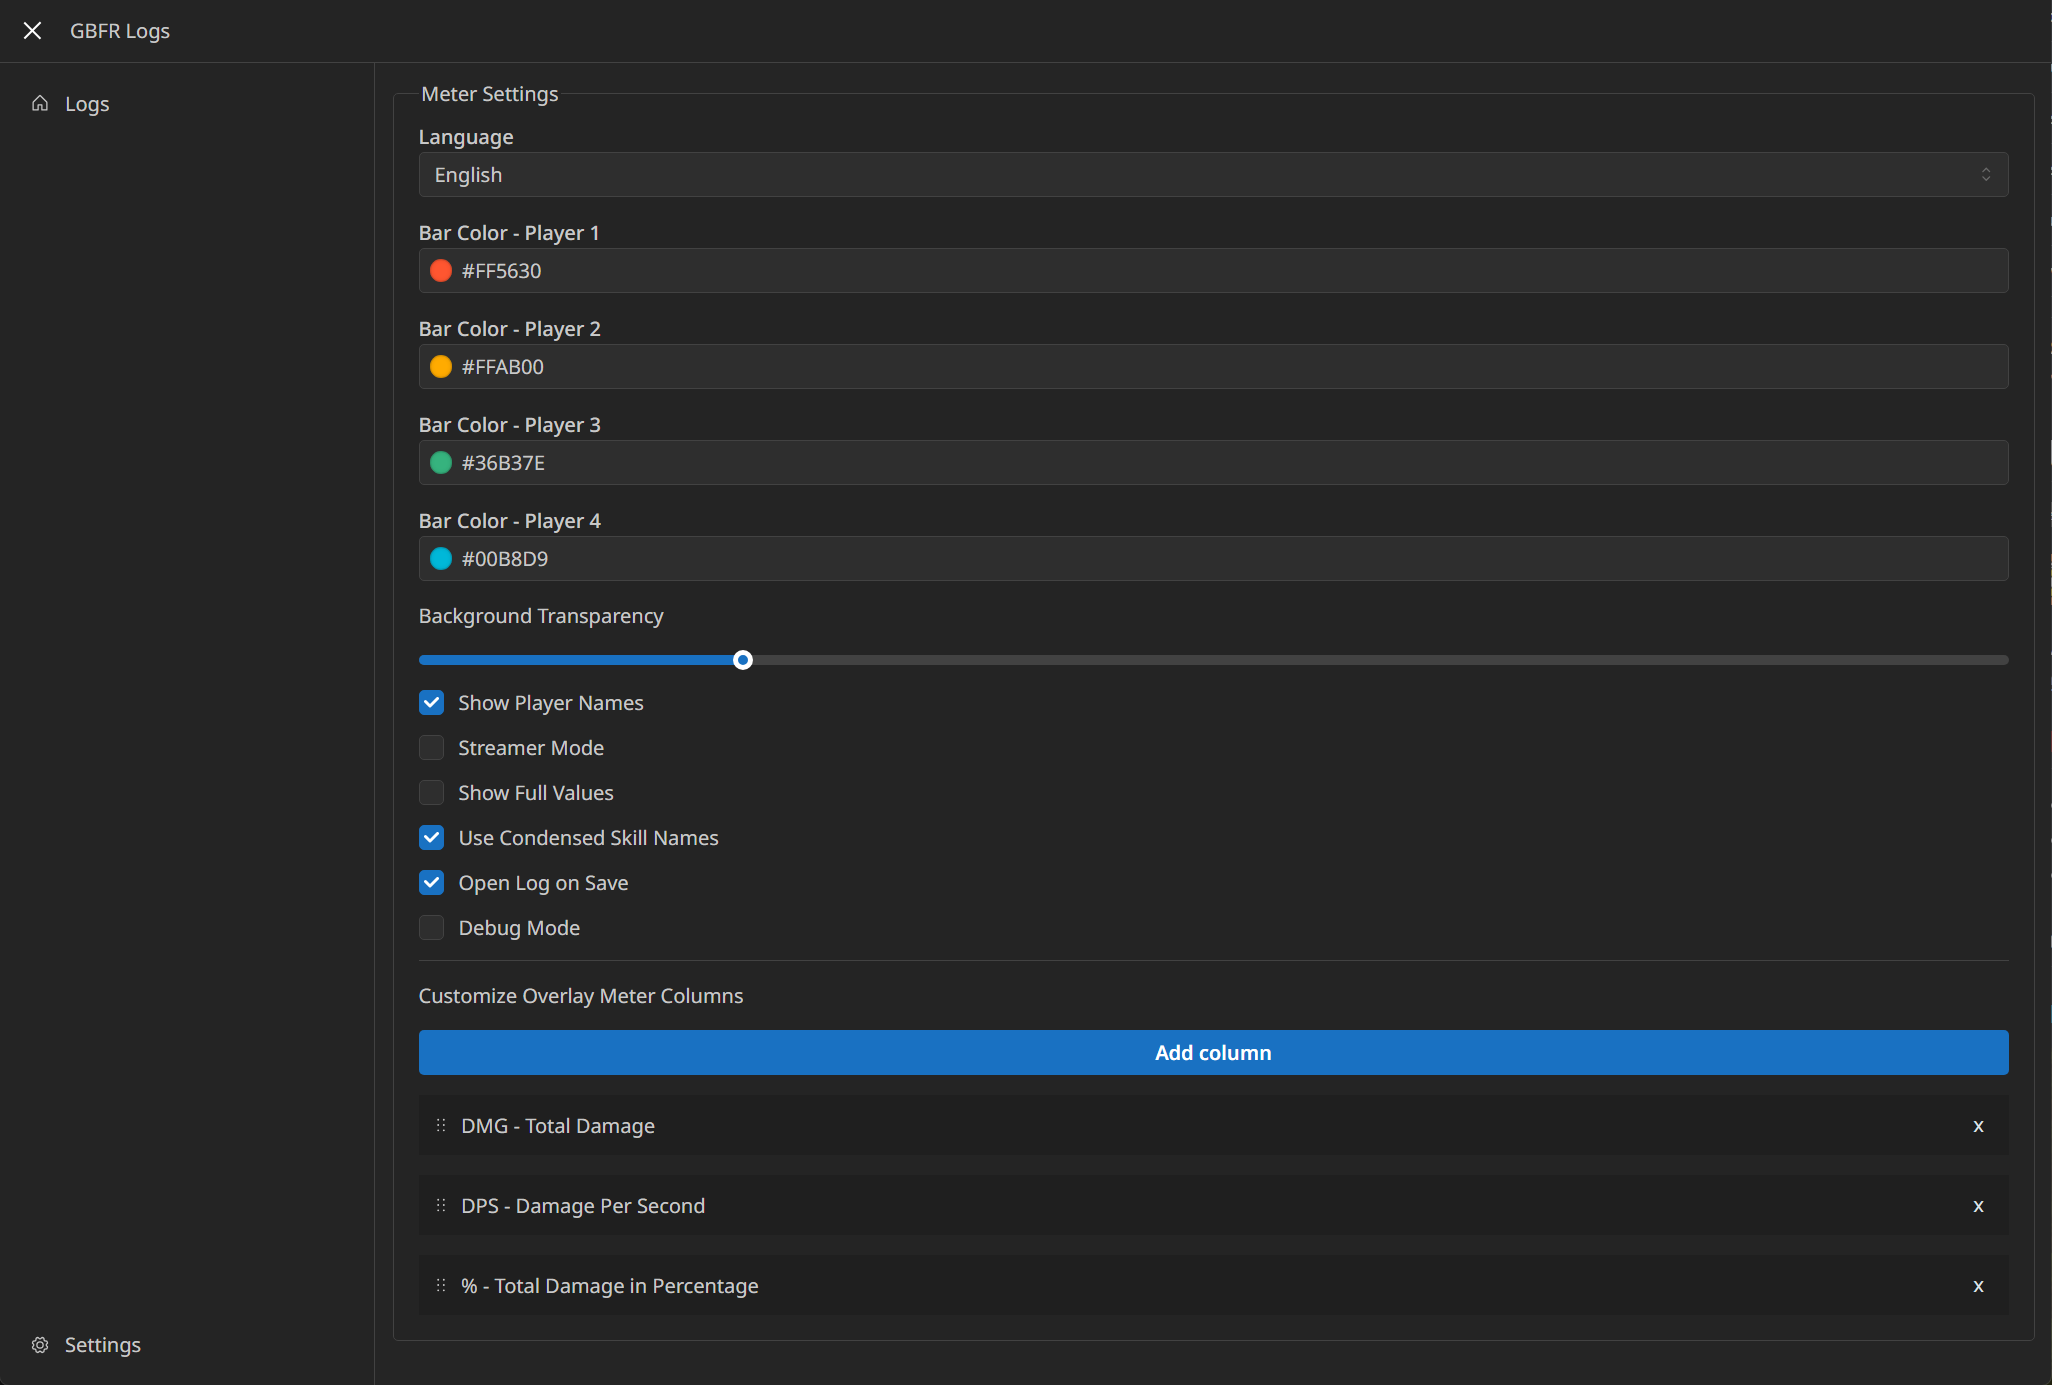 GBFR Logs
Logs
Meter Settings
Language
English
Bar Color - Player 1
#FF5630
Bar Color - Player 2
#FFAB00
Bar Color - Player 3
#36B37E
Bar Color - Player 4
#00B8D9
Background Transparency
Show Player Names
Streamer Mode
Show Full Values
Use Condensed Skill Names
Open Log on Save
Debug Mode
Customize Overlay Meter Columns
Add column
DMG - Total Damage x
DPS - Damage Per Second x
% - Total Damage in Percentage x
Settings